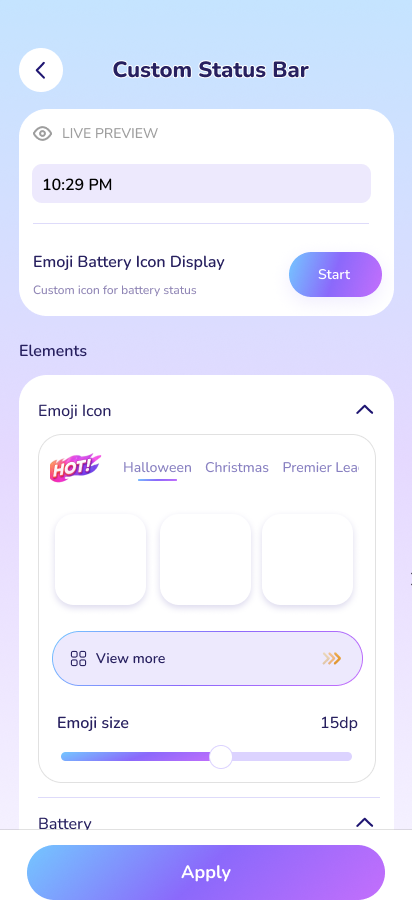 Custom Status Bar
LIVE PREVIEW
10:29 PM
Emoji Battery Icon Display
Custom icon for battery status
Start
Elements
Emoji Icon
HOT!
Halloween
Christmas
Premier Lea
View more
Emoji size
15dp
Battery
Apply